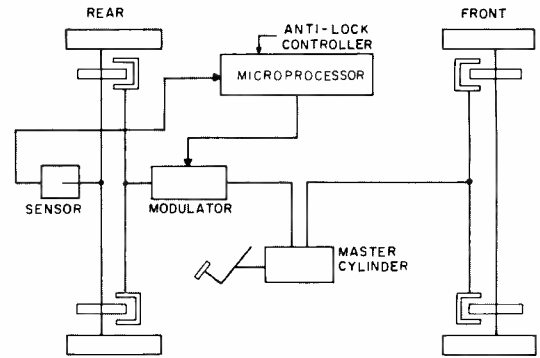 REAR
FRONT
ANTI-LOCK
CONTROLLER
MICROPROCESSOR
SENSOR
MODULATOR
MASTER
CYLINDER